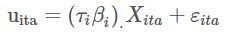 u_{ita} = (τ_i β_i). X_{ita} + ε_{ita}